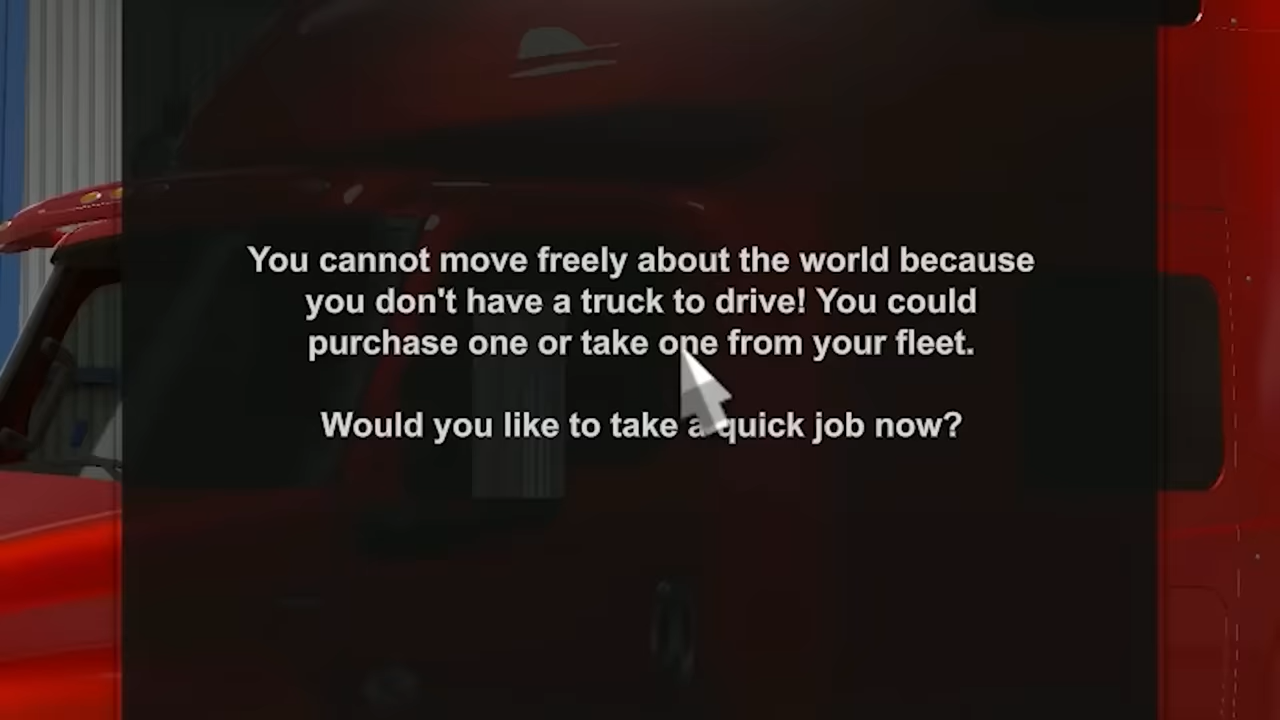 You cannot move freely about the world because
you don't have a truck to drive! You could
purchase one or take one from your fleet.
Would you like to take a quick job now?